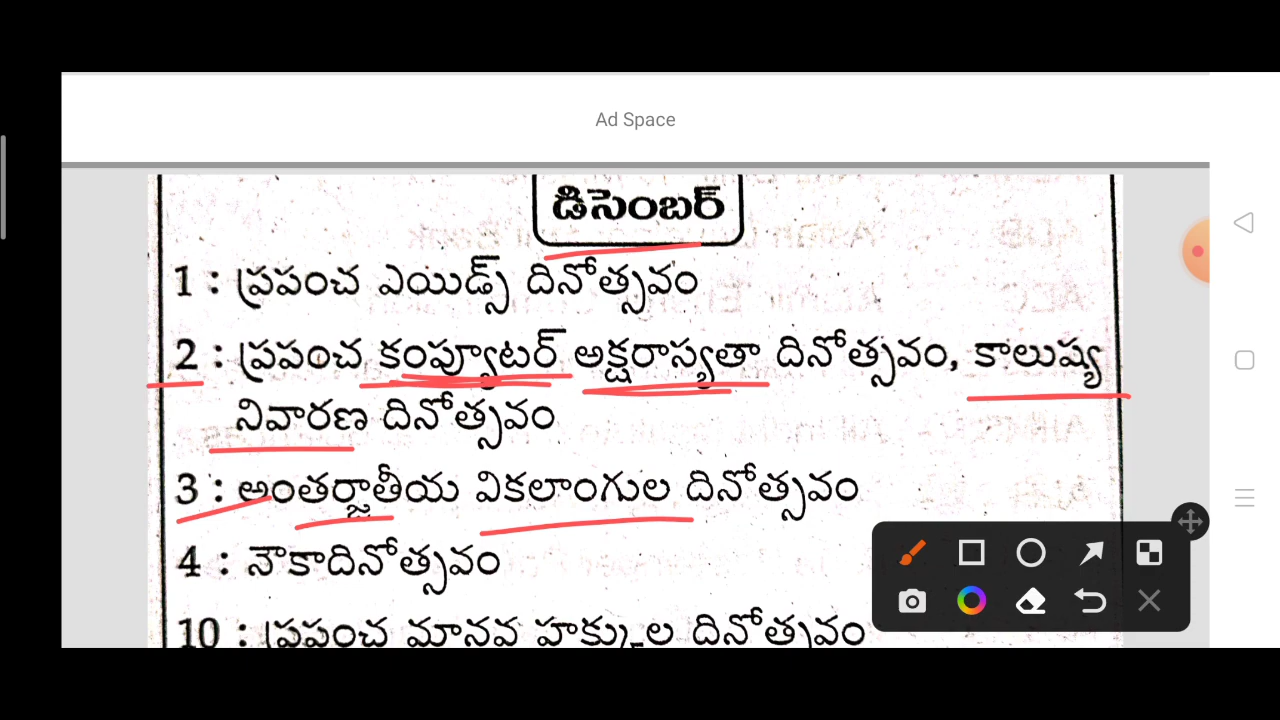 Ad Space
డిసెంబర్
1 : ప్రపంచ ఎయిడ్స్ దినోత్సవం
2 : ప్రపంచ కంప్యూటర్ అక్షరాస్యతా దినోత్సవం, కాలుష్య
నివారణ దినోత్సవం
3 : అంతర్జాతీయ వికలాంగుల దినోత్సవం
4 : నౌకాదినోత్సవం
10 : ప్రపంచ మానవ హక్కుల దినోత్సవం